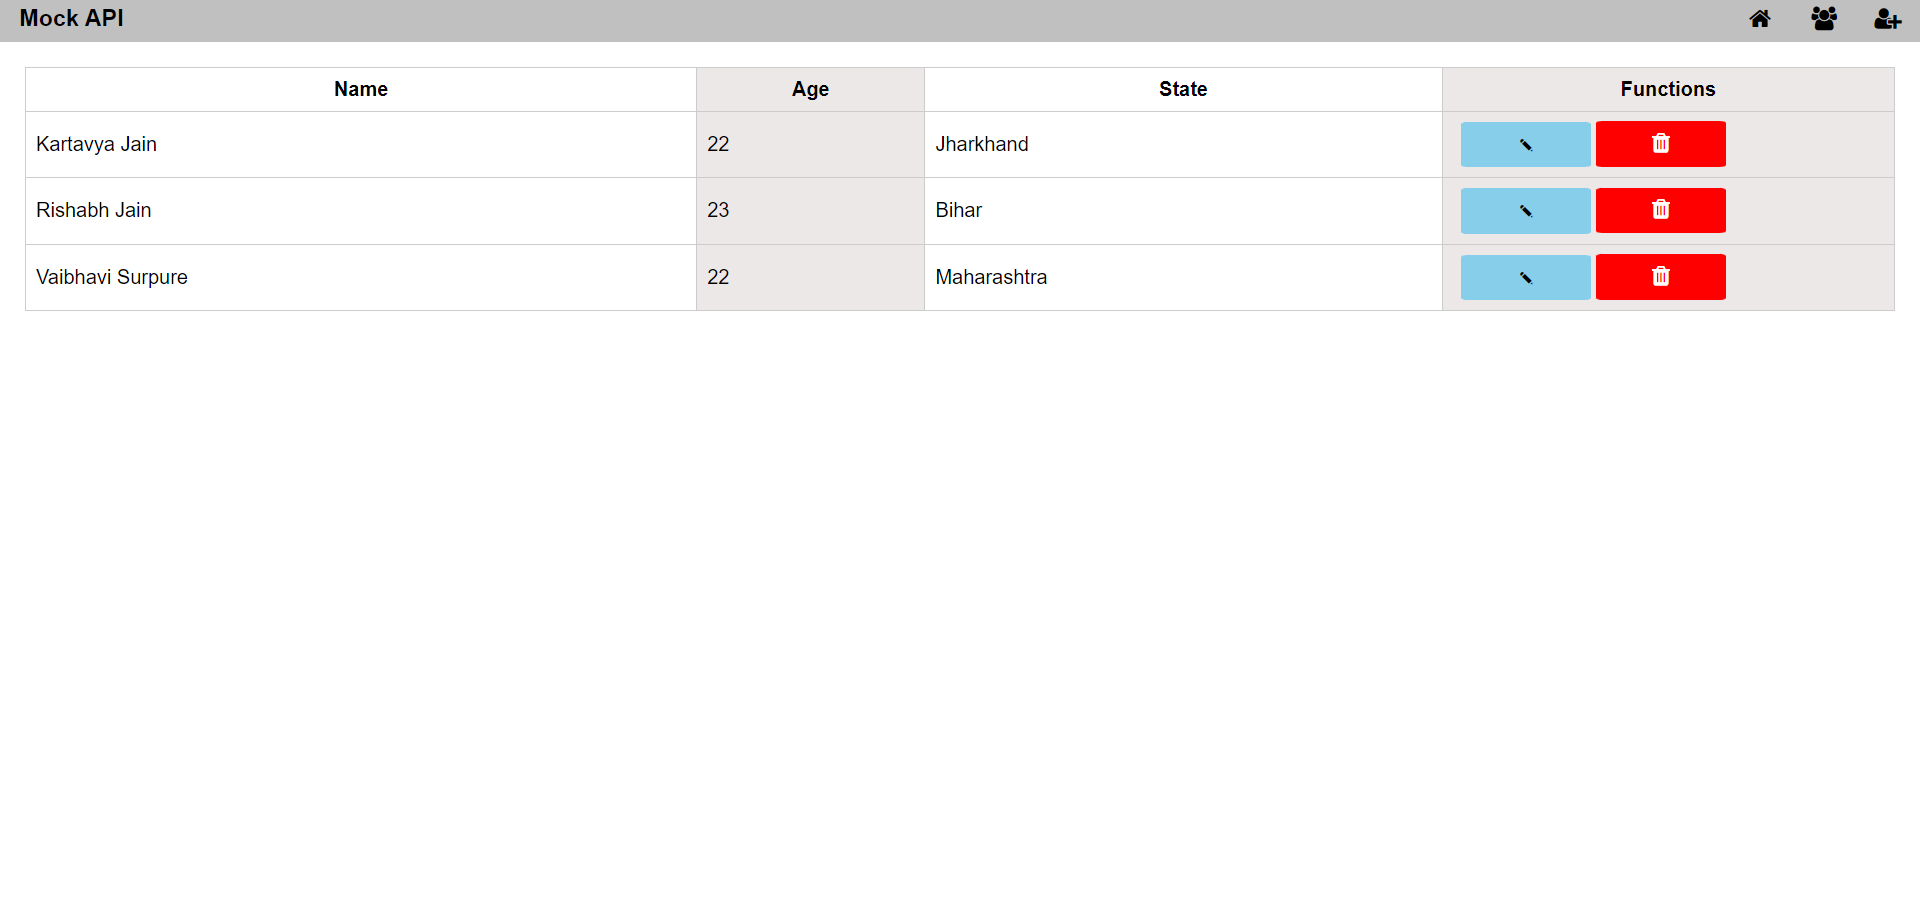 Mock API
Name Age State Functions
Kartavya Jain 22 Jharkhand
Rishabh Jain 23 Bihar
Vaibhavi Surpure 22 Maharashtra